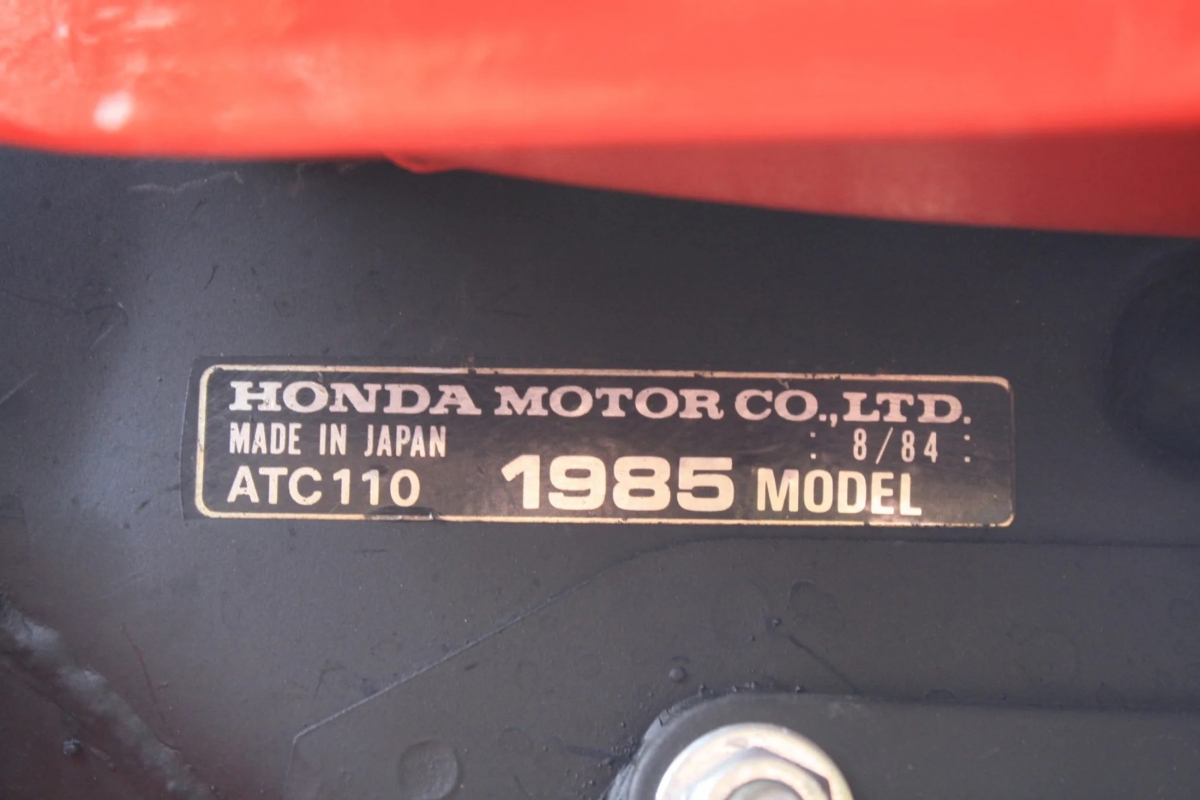 HONDA MOTOR CO.,LTD.
MADE IN JAPAN : 8/84 :
ATC110 1985 MODEL